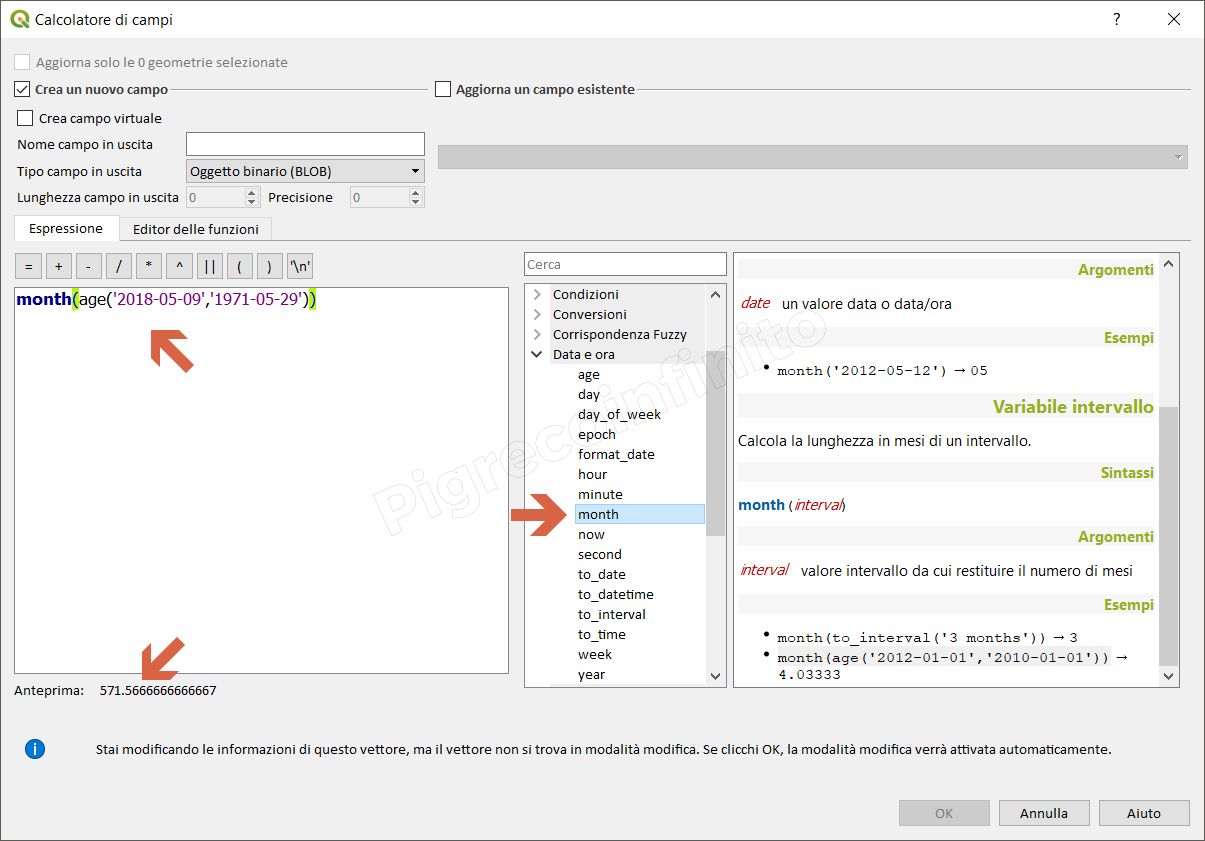 Calcolatore di campi
?
Aggiorna solo le 0 geometrie selezionate
Crea un nuovo campo
Aggiorna un campo esistente
Crea campo virtuale
Nome campo in uscita
Tipo campo in uscita
Oggetto binario (BLOB)
Lunghezza campo in uscita
0
Precisione
0
Espressione
Editor delle funzioni
= + - / * ^ || ( ) '\n'
month(age('2018-05-09','1971-05-29'))
Anteprima: 571.5666666666667
Cerca
Condizioni
Conversioni
Corrispondenza Fuzzy
Data e ora
age
day
day_of_week
epoch
format_date
hour
minute
month
now
second
to_date
to_datetime
to_interval
to_time
week
year
Argomenti
date un valore data o data/ora
Esempi
• month('2012-05-12') → 05
Variabile intervallo
Calcola la lunghezza in mesi di un intervallo.
Sintassi
month (interval)
Argomenti
interval valore intervallo da cui restituire il numero di mesi
Esempi
• month(to_interval('3 months')) → 3
• month(age('2012-01-01','2010-01-01')) →
4.03333
Pigrecoinfinito
i
Stai modificando le informazioni di questo vettore, ma il vettore non si trova in modalità modifica. Se clicchi OK, la modalità modifica verrà attivata automaticamente.
OK
Annulla
Aiuto